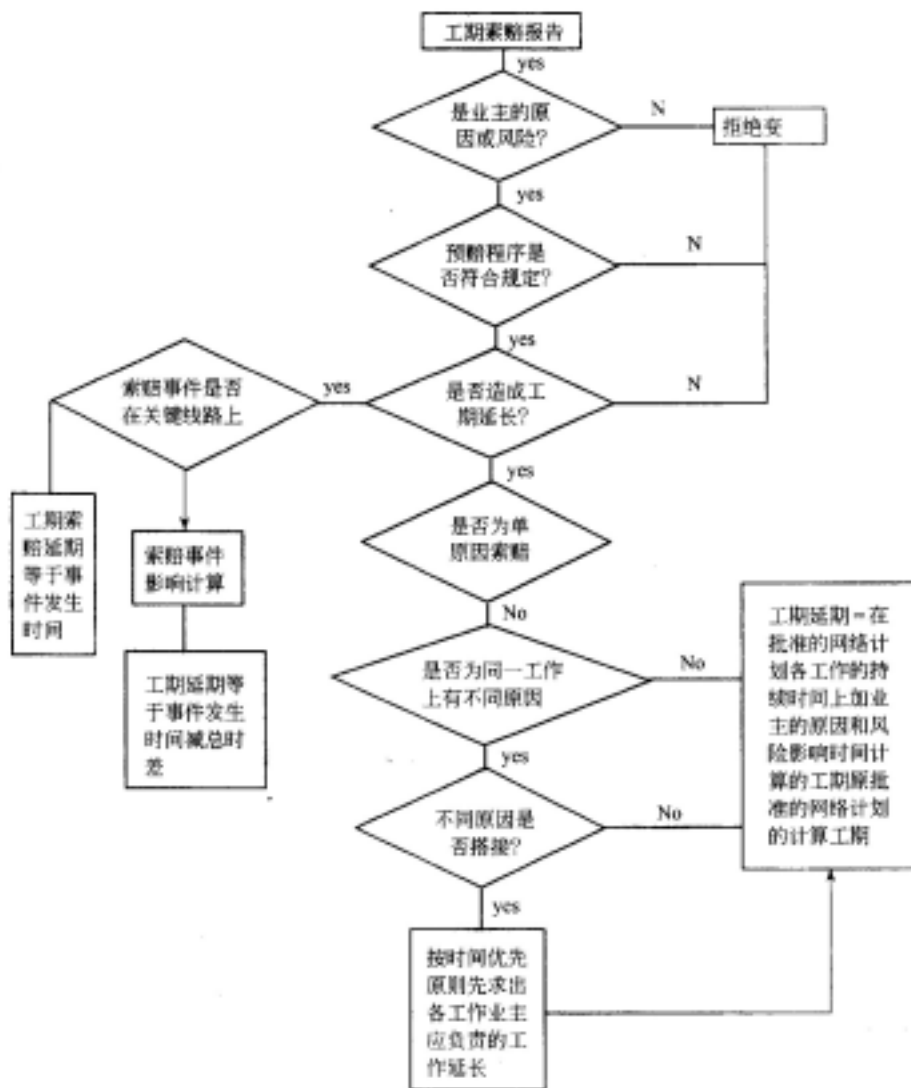 工期索赔报告
yes
是业主的原
因或风险?
N
拒绝变
yes
预赔程序是
否符合规定?
N
yes
索赔事件是否
在关键线路上
yes
是否造成工
期延长?
N
yes
工期索
赔延期
等于事
件发生
时间
索赔事件
影响计算
是否为单
原因索赔
No
工期延期等
于事件发生
时间减总时
差
是否为同一工作
上有不同原因
No
工期延期=在
批准的网络计
划各工作的持
续时间上加业
主的原因和风
险影响时间计
算的工期原批
准的网络计划
的计算工期
yes
不同原因是
否搭接?
No
yes
按时间优先
原则先求出
各工作业主
应负责的工
作延长